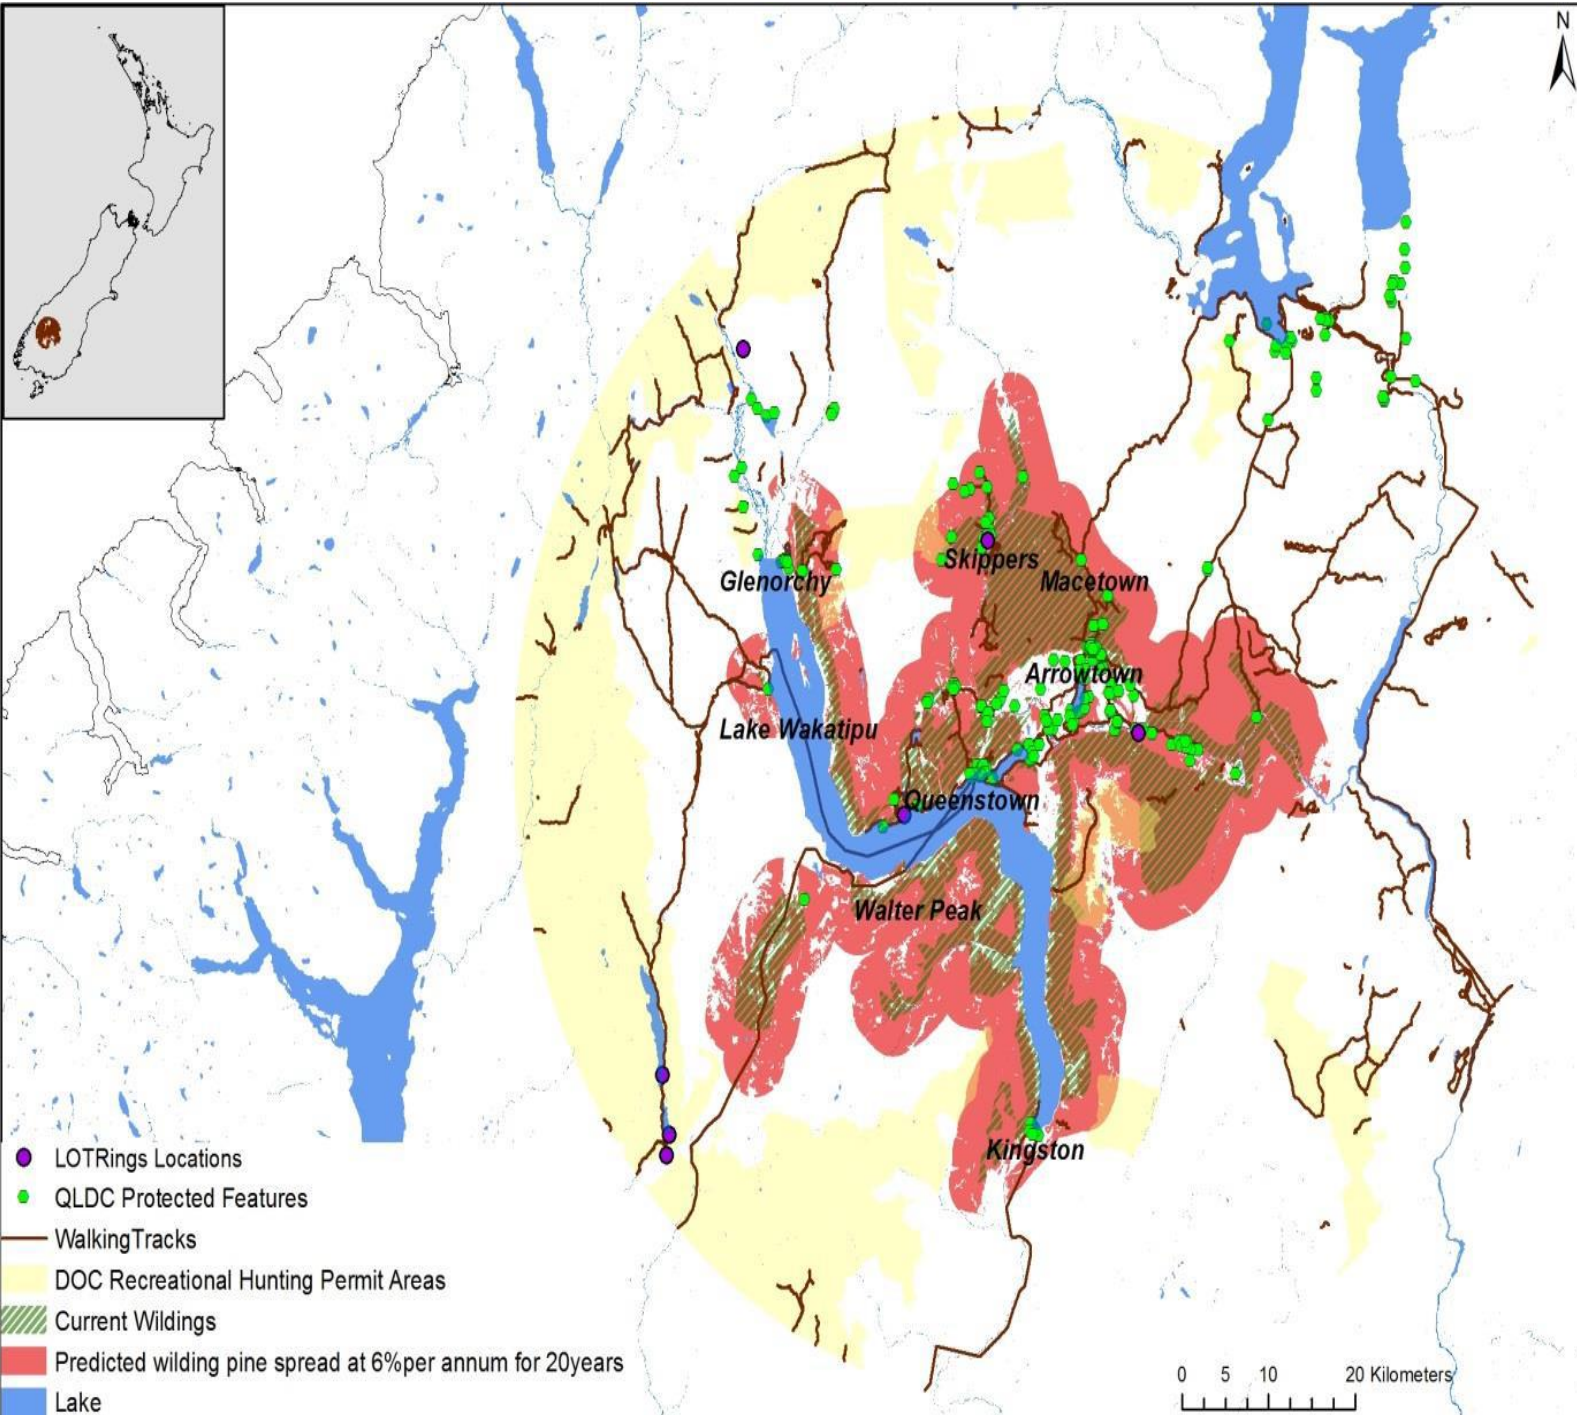 N
Skippers
Glenorchy
Macetown
Arrowtown
Lake Wakatipu
Queenstown
Walter Peak
Kingston
LOTRings Locations
QLDC Protected Features
WalkingTracks
DOC Recreational Hunting Permit Areas
Current Wildings
Predicted wilding pine spread at 6%per annum for 20years
Lake
0 5 10 20 Kilometers